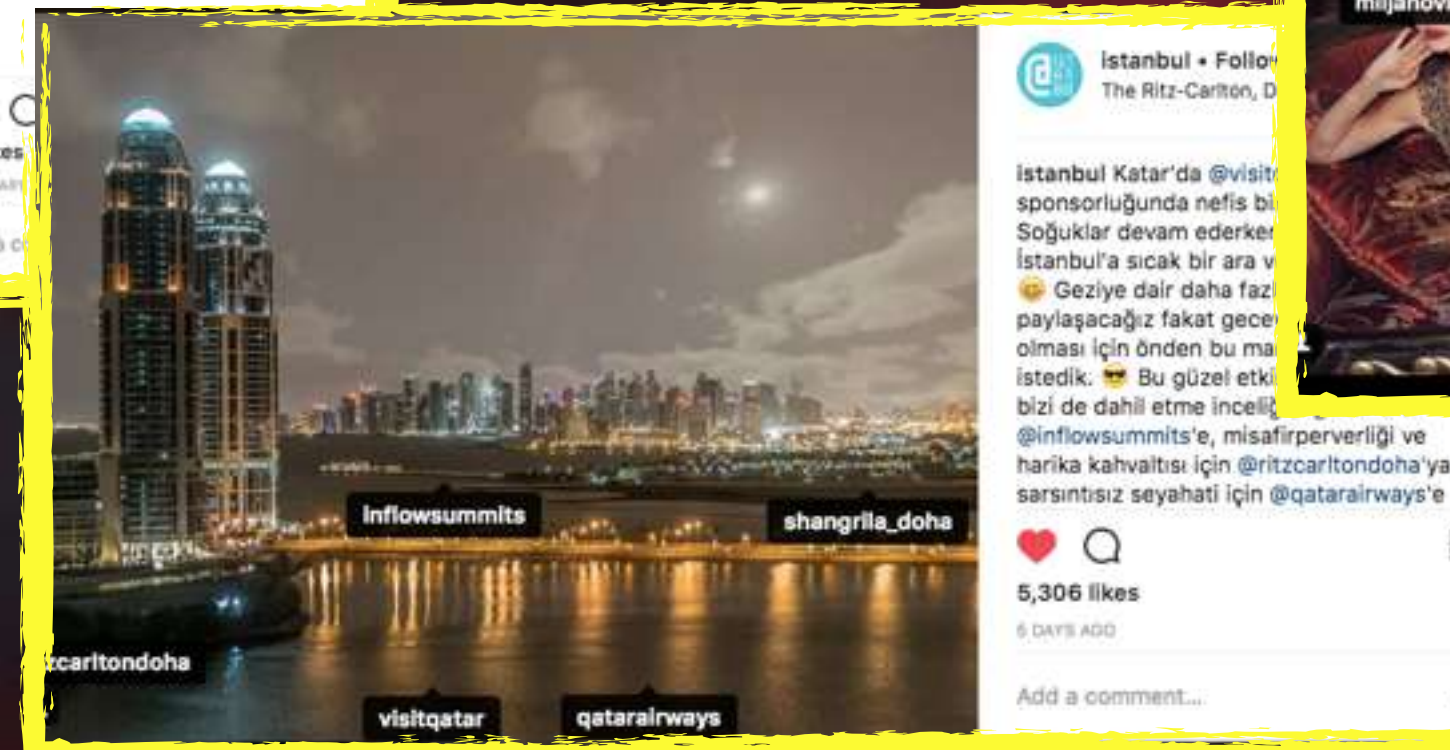 istanbul • Follow
The Ritz-Carlton, D
istanbul Katar'da @visit
sponsorluğunda nefis bi
Soğuklar devam ederken
İstanbul'a sıcak bir ara v
Geziye dair daha fazl
paylaşacağız fakat gece
olması için önden bu ma
istedik. Bu güzel etki
bizi de dahil etme inceliğ
@inflowsummits'e, misafirperverliği ve
harika kahvaltısı için @ritzcarltondoha'ya
sarsıntısız seyahati için @qatarairways'e
5,306 likes
6 DAYS AGO
Add a comment...
inflowsummits
shangrila_doha
zcarltondoha
visitqatar
qatarairways